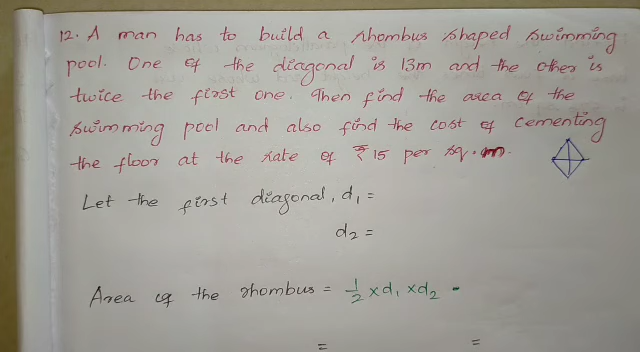 12. A man has to build a rhombus shaped swimming
pool. One of the diagonal is 13m and the other is
twice the first one. Then find the area of the
swimming pool and also find the cost of cementing
the floor at the rate of ₹ 15 per sq.m.
Let the first diagonal, d₁ =
d₂ =
Area of the rhombus = 1/2 × d₁ × d₂ -
= =